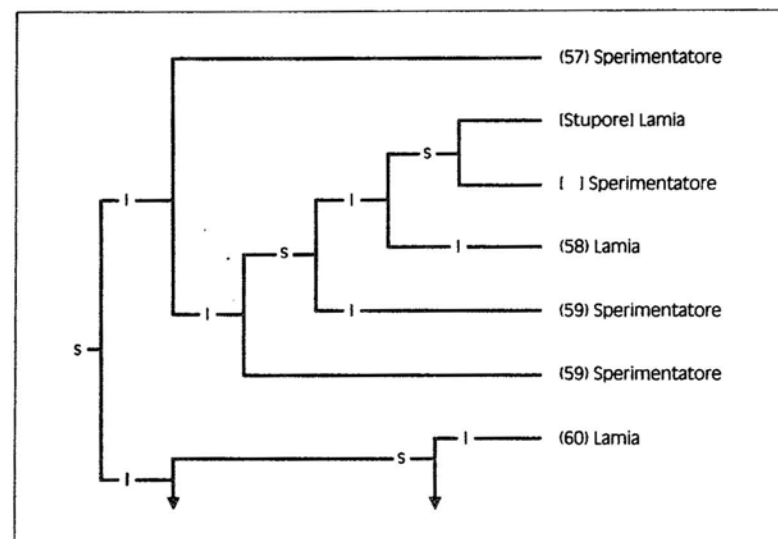 (57) Sperimentatore
[Stupore] Lamia
S
[ ] Sperimentatore
I
I
(58) Lamia
I
S
(59) Sperimentatore
I
I
S
(59) Sperimentatore
(60) Lamia
I
S
I